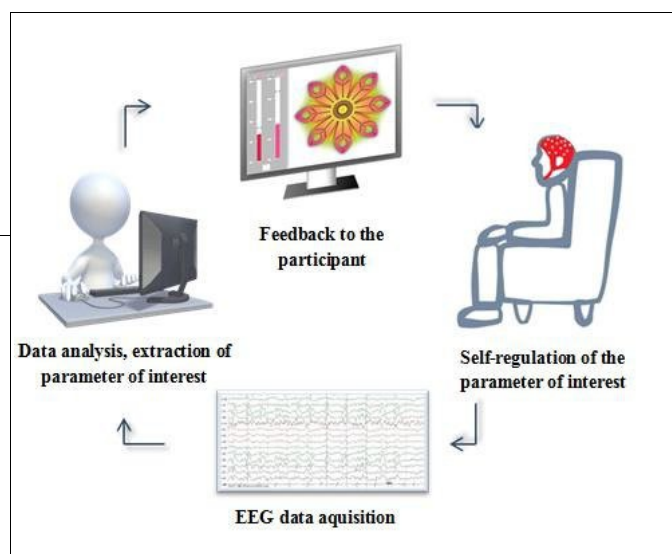 Feedback to the
participant
Data analysis, extraction of
parameter of interest
Self-regulation of the
parameter of interest
EEG data aquisition